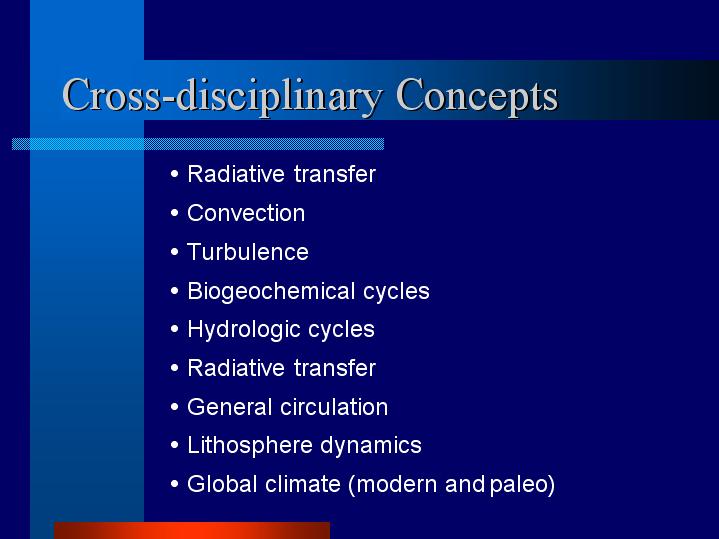 Cross-disciplinary Concepts
• Radiative transfer
• Convection
• Turbulence
• Biogeochemical cycles
• Hydrologic cycles
• Radiative transfer
• General circulation
• Lithosphere dynamics
• Global climate (modern and paleo)